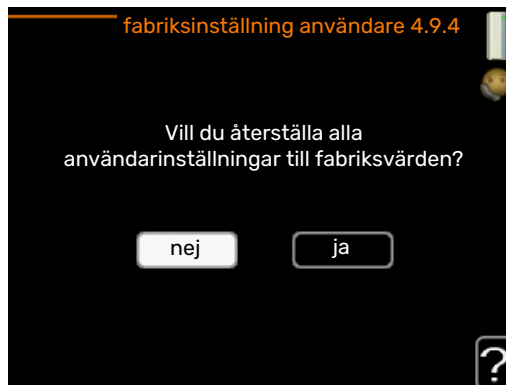 fabriksinställning användare 4.9.4
Vill du återställa alla
användarinställningar till fabriksvärden?
nej
ja
?